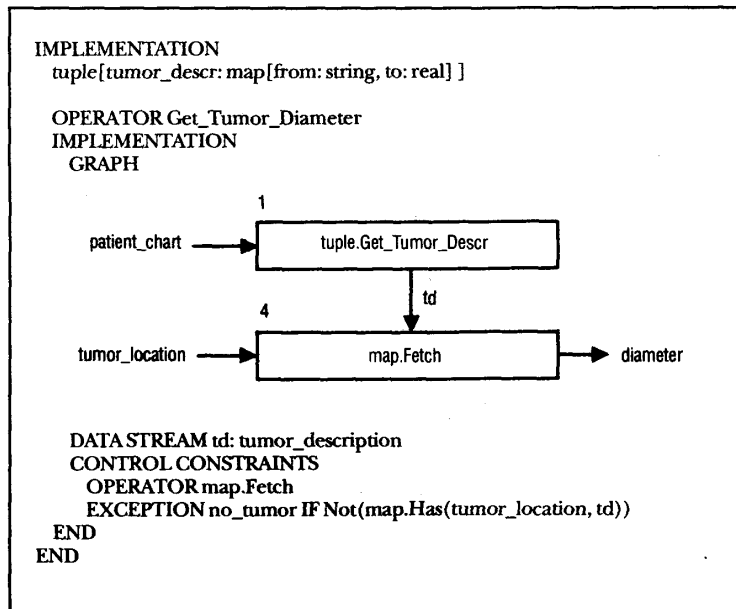 IMPLEMENTATION
tuple[tumor_descr: map[from: string, to: real] ]
OPERATOR Get_Tumor_Diameter
IMPLEMENTATION
GRAPH
1
patient_chart
tuple.Get_Tumor_Descr
td
4
tumor_location
map.Fetch
diameter
DATA STREAM td: tumor_description
CONTROL CONSTRAINTS
OPERATOR map.Fetch
EXCEPTION no_tumor IF Not(map.Has(tumor_location, td))
END
END